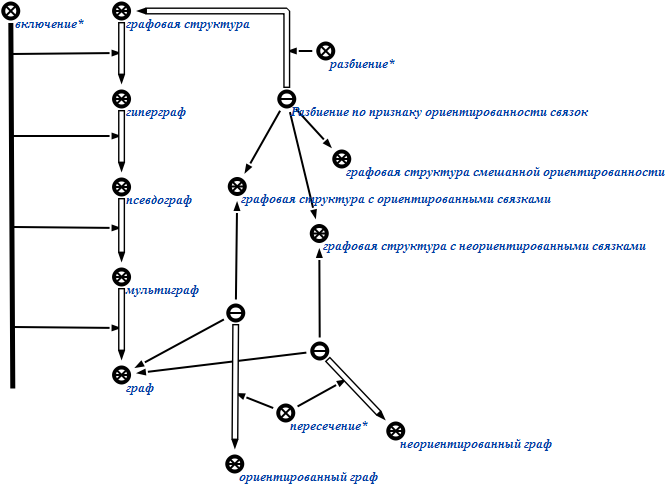 включение*
графовая структура
разбиение*
Разбиение по признаку ориентированности связок
гиперграф
графовая структура смешанной ориентированности
псевдограф
графовая структура с ориентированными связками
графовая структура с неориентированными связками
мультиграф
граф
пересечение*
неориентированный граф
ориентированный граф